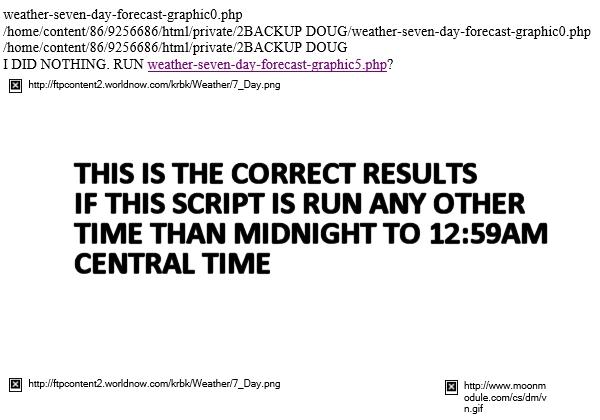 weather-seven-day-forecast-graphic0.php
/home/content/86/9256686/html/private/2BACKUP DOUG/weather-seven-day-forecast-graphic0.php
/home/content/86/9256686/html/private/2BACKUP DOUG
I DID NOTHING. RUN weather-seven-day-forecast-graphic5.php?
http://ftpcontent2.worldnow.com/krbk/Weather/7_Day.png
THIS IS THE CORRECT RESULTS
IF THIS SCRIPT IS RUN ANY OTHER
TIME THAN MIDNIGHT TO 12:59AM
CENTRAL TIME
http://ftpcontent2.worldnow.com/krbk/Weather/7_Day.png
http://www.moonm
odule.com/cs/dm/v
n.gif